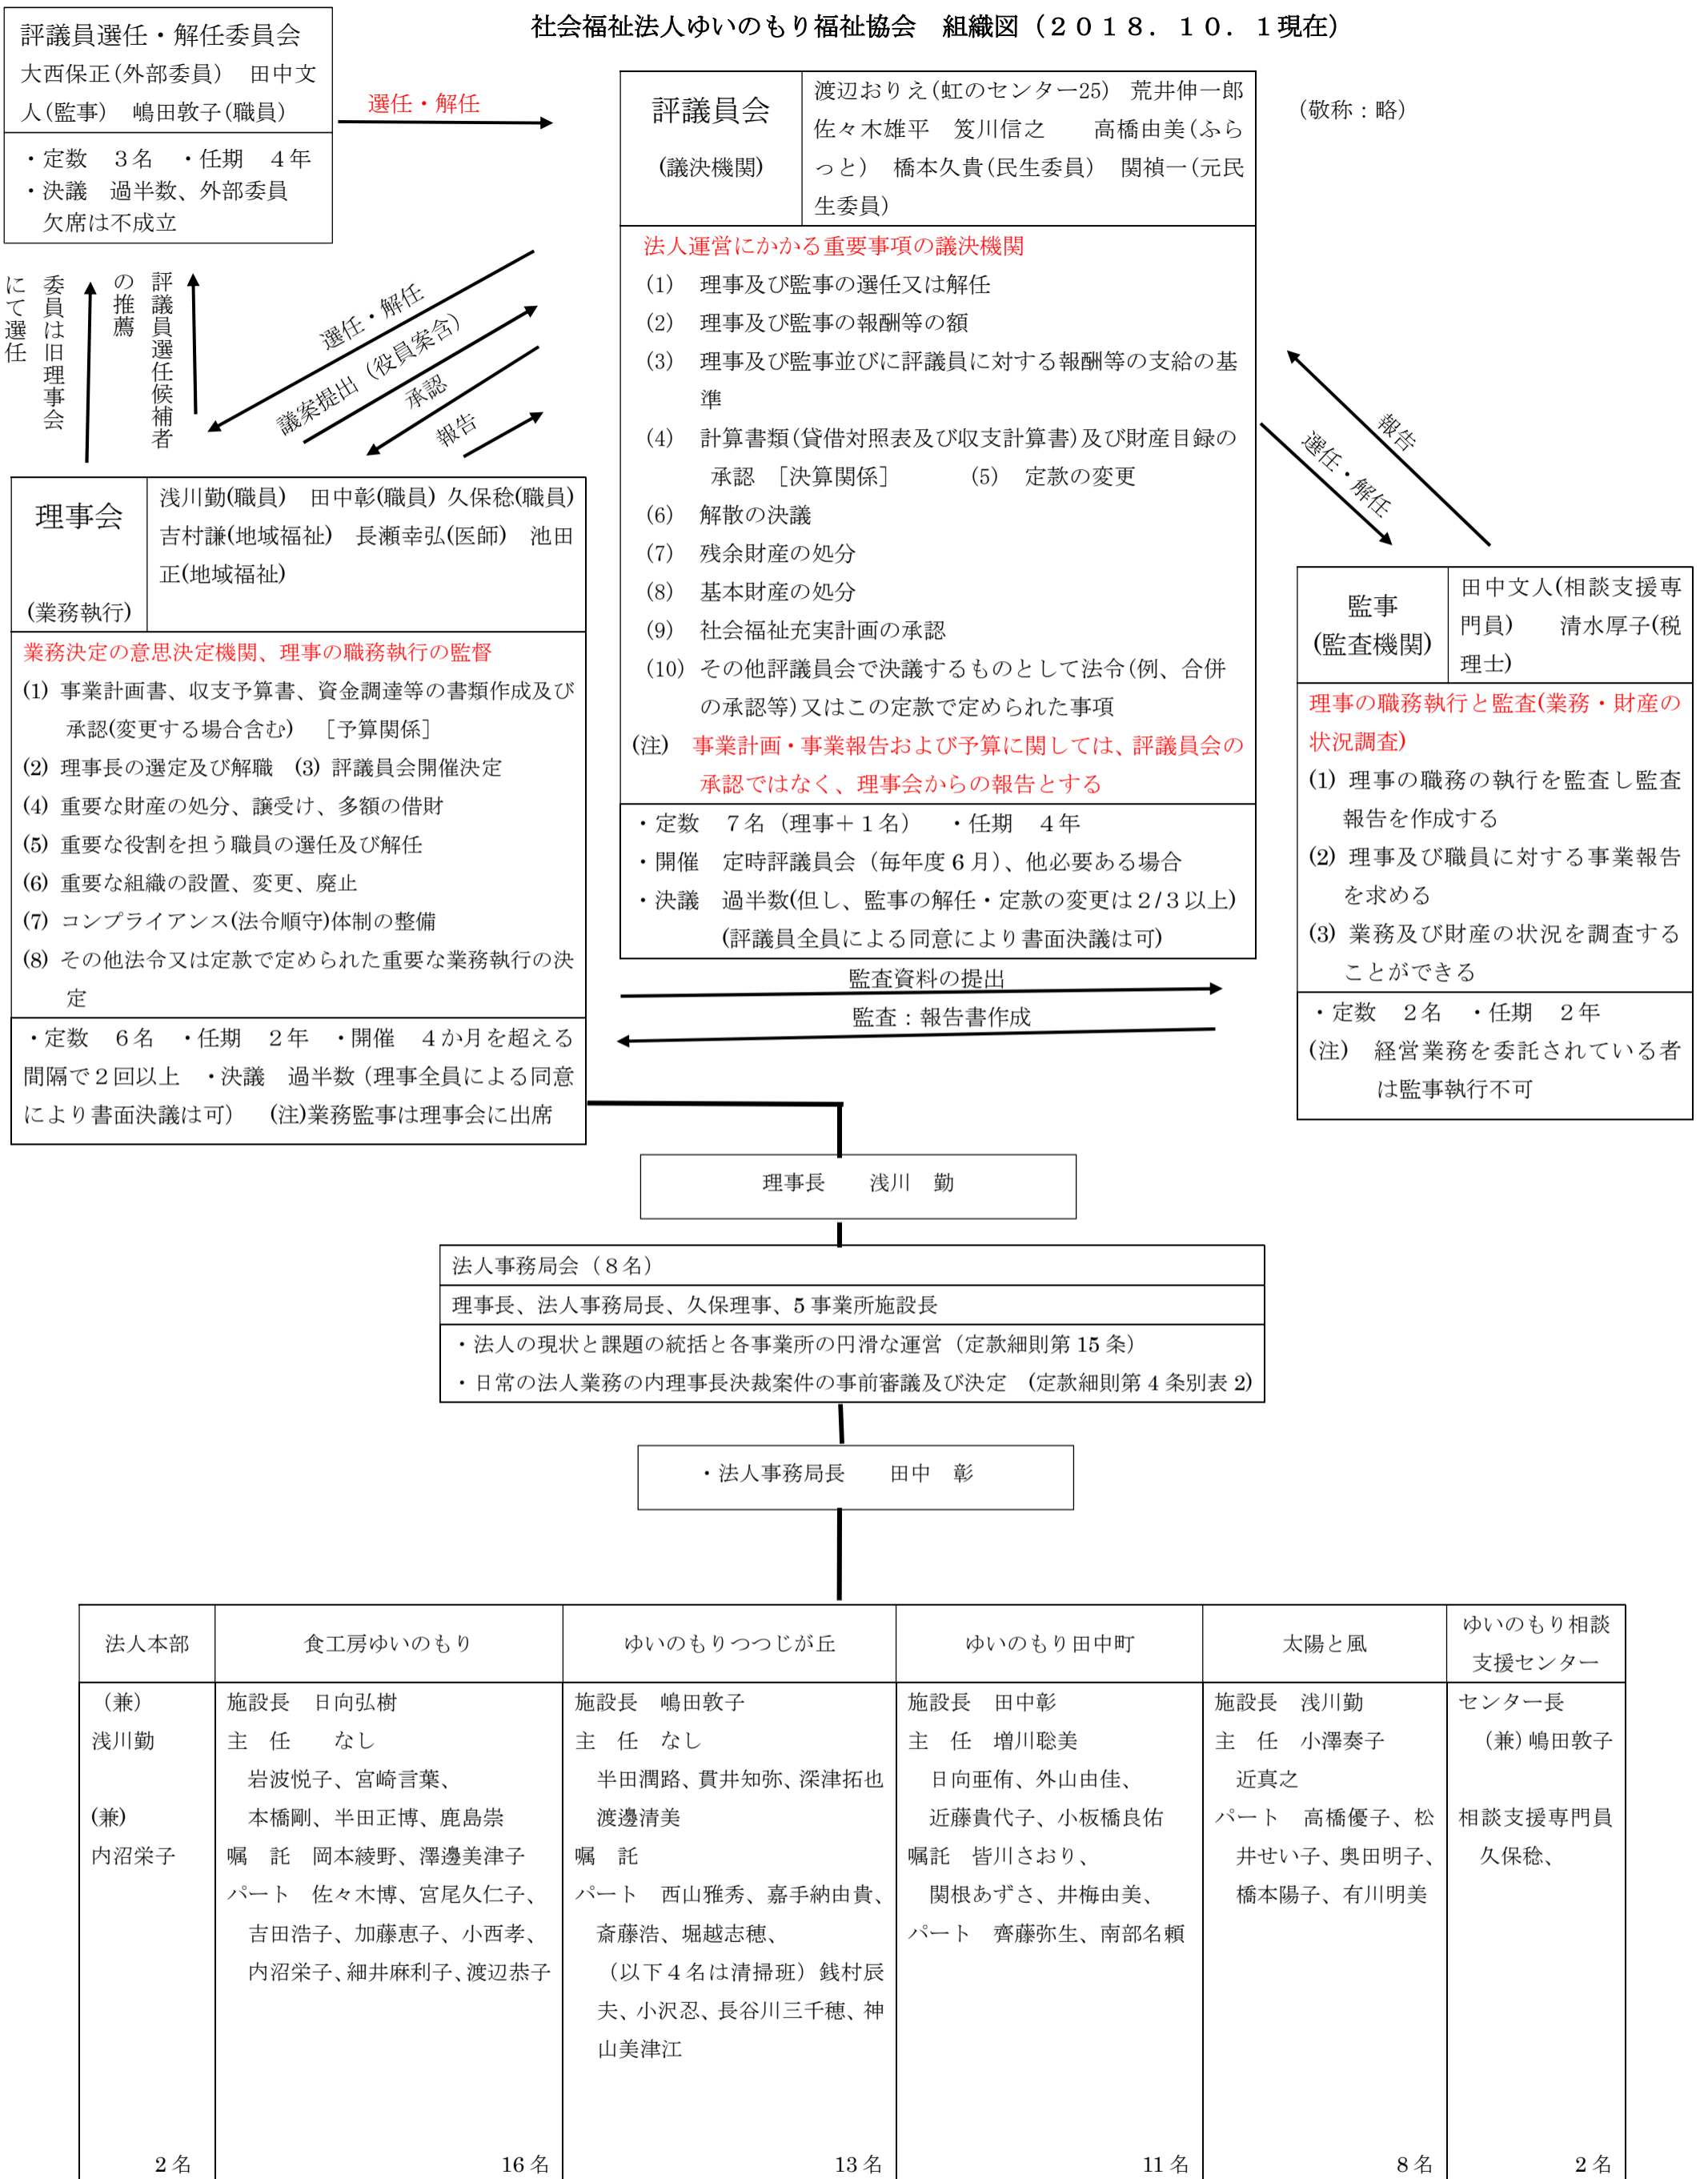 社会福祉法人ゆいのもり福祉協会　組織図（２０１８．１０．１現在）
評議員選任・解任委員会
大西保正(外部委員)　田中文
人(監事)　嶋田敦子(職員)
・定数　３名　・任期　４年
・決議　過半数、外部委員
欠席は不成立
選任・解任
評議員会
(議決機関)
渡辺おりえ(虹のセンター25)　荒井伸一郎
佐々木雄平　笈川信之　　高橋由美(ふら
っと)　橋本久貴(民生委員)　関禎一(元民
生委員)
（敬称：略）
法人運営にかかる重要事項の議決機関
(1)　理事及び監事の選任又は解任
(2)　理事及び監事の報酬等の額
(3)　理事及び監事並びに評議員に対する報酬等の支給の基
準
(4)　計算書類(貸借対照表及び収支計算書)及び財産目録の
承認　［決算関係］　　　(5)　定款の変更
(6)　解散の決議
(7)　残余財産の処分
(8)　基本財産の処分
(9)　社会福祉充実計画の承認
(10)　その他評議員会で決議するものとして法令(例、合併
の承認等)又はこの定款で定められた事項
(注)　事業計画・事業報告および予算に関しては、評議員会の
承認ではなく、理事会からの報告とする
・定数　７名（理事＋１名）　・任期　４年
・開催　定時評議員会（毎年度６月）、他必要ある場合
・決議　過半数(但し、監事の解任・定款の変更は２/３以上)
(評議員全員による同意により書面決議は可)
委員は旧理事会
にて選任
評議員選任候補者
の推薦
選任・解任
議案提出（役員案含）
承認
報告
報告
選任・解任
理事会
(業務執行)
浅川勤(職員)　田中彰(職員) 久保稔(職員)
吉村謙(地域福祉)　長瀬幸弘(医師)　池田
正(地域福祉)
業務決定の意思決定機関、理事の職務執行の監督
(1) 事業計画書、収支予算書、資金調達等の書類作成及び
承認(変更する場合含む)　［予算関係］
(2) 理事長の選定及び解職　(3) 評議員会開催決定
(4) 重要な財産の処分、譲受け、多額の借財
(5) 重要な役割を担う職員の選任及び解任
(6) 重要な組織の設置、変更、廃止
(7) コンプライアンス(法令順守)体制の整備
(8) その他法令又は定款で定められた重要な業務執行の決
定
・定数　６名　・任期　２年　・開催　４か月を超える
間隔で２回以上　・決議　過半数（理事全員による同意
により書面決議は可）　(注)業務監事は理事会に出席
監事
(監査機関)
田中文人(相談支援専
門員)　　清水厚子(税
理士)
理事の職務執行と監査(業務・財産の
状況調査)
(1) 理事の職務の執行を監査し監査
報告を作成する
(2) 理事及び職員に対する事業報告
を求める
(3) 業務及び財産の状況を調査する
ことができる
・定数　２名　・任期　２年
(注)　経営業務を委託されている者
は監事執行不可
監査資料の提出
監査：報告書作成
理事長　　浅川　勤
法人事務局会（８名）
理事長、法人事務局長、久保理事、5 事業所施設長
・法人の現状と課題の統括と各事業所の円滑な運営（定款細則第 15 条）
・日常の法人業務の内理事長決裁案件の事前審議及び決定　(定款細則第 4 条別表 2)
・法人事務局長　　田中　彰
法人本部
（兼）
浅川勤
(兼)
内沼栄子
2 名
食工房ゆいのもり
施設長　日向弘樹
主　任　　なし
岩波悦子、宮崎言葉、
本橋剛、半田正博、鹿島崇
嘱　託　岡本綾野、澤邊美津子
パート　佐々木博、宮尾久仁子、
吉田浩子、加藤恵子、小西孝、
内沼栄子、細井麻利子、渡辺恭子
16 名
ゆいのもりつつじが丘
施設長　嶋田敦子
主　任　なし
半田潤路、貫井知弥、深津拓也
渡邊清美
嘱　託
パート　西山雅秀、嘉手納由貴、
斎藤浩、堀越志穂、
（以下４名は清掃班）銭村辰
夫、小沢忍、長谷川三千穂、神
山美津江
13 名
ゆいのもり田中町
施設長　田中彰
主　任　増川聡美
日向亜侑、外山由佳、
近藤貴代子、小板橋良佑
嘱託　皆川さおり、
関根あずさ、井梅由美、
パート　齊藤弥生、南部名頼
11 名
太陽と風
施設長　浅川勤
主　任　小澤奏子
近真之
パート　高橋優子、松
井せい子、奥田明子、
橋本陽子、有川明美
8 名
ゆいのもり相談
支援センター
センター長
（兼）嶋田敦子
相談支援専門員
久保稔、
2 名